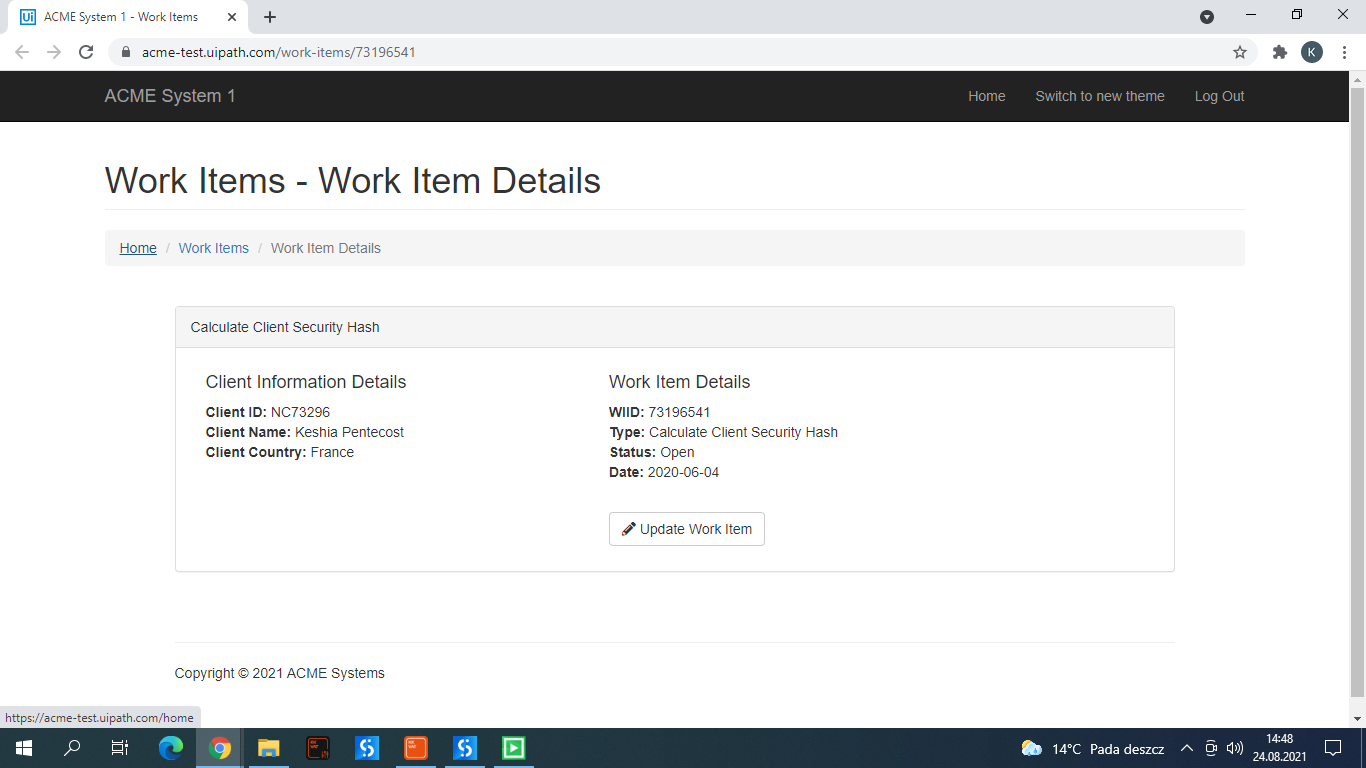 ACME System 1 - Work Items
acme-test.uipath.com/work-items/73196541
K
ACME System 1
Home
Switch to new theme
Log Out
Work Items - Work Item Details
Home / Work Items / Work Item Details
Calculate Client Security Hash
Client Information Details
Client ID: NC73296
Client Name: Keshia Pentecost
Client Country: France
Work Item Details
WIID: 73196541
Type: Calculate Client Security Hash
Status: Open
Date: 2020-06-04
Update Work Item
Copyright © 2021 ACME Systems
https://acme-test.uipath.com/home
14°C Pada deszcz
14:48
24.08.2021